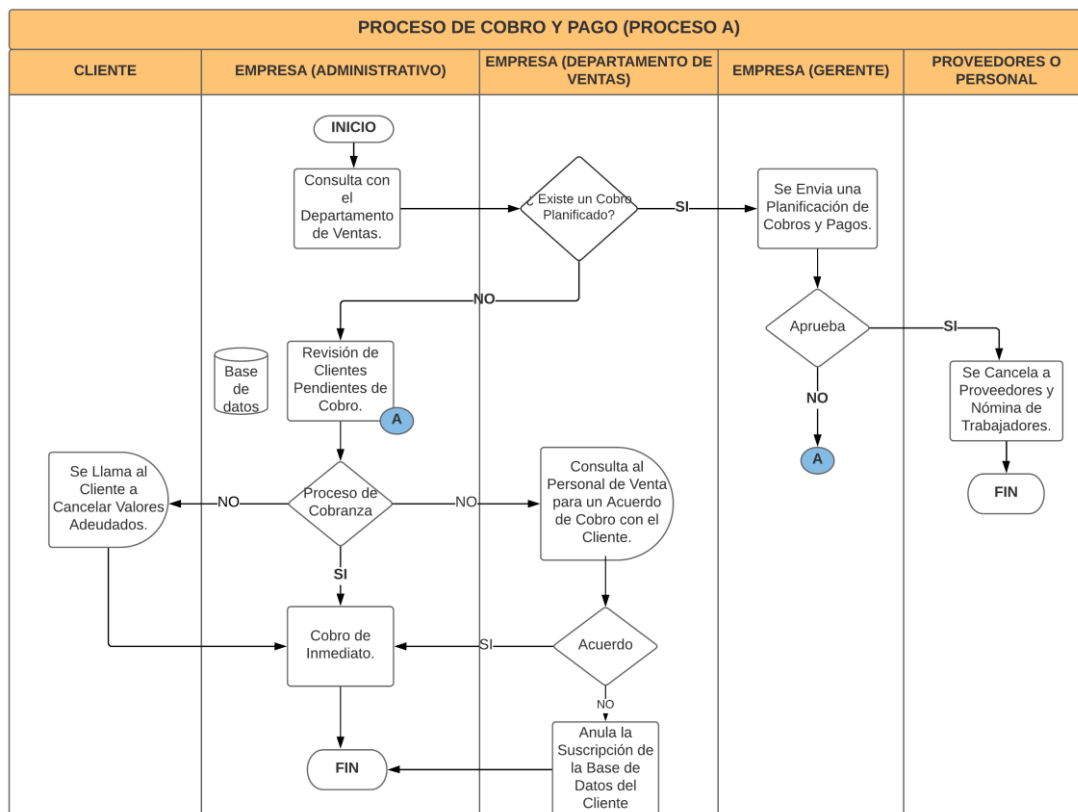 PROCESO DE COBRO Y PAGO (PROCESO A)
CLIENTE
EMPRESA (ADMINISTRATIVO)
EMPRESA (DEPARTAMENTO DE
VENTAS)
EMPRESA (GERENTE)
PROVEEDORES O
PERSONAL
INICIO
Consulta con
el
Departamento
de Ventas.
¿ Existe un Cobro
Planificado?
SI
Se Envia una
Planificación de
Cobros y Pagos.
NO
Aprueba
SI
Base
de
datos
Revisión de
Clientes
Pendientes de
Cobro.
A
NO
A
Se Cancela a
Proveedores y
Nómina de
Trabajadores.
FIN
Se Llama al
Cliente a
Cancelar Valores
Adeudados.
NO
Proceso de
Cobranza
NO
Consulta al
Personal de Venta
para un Acuerdo
de Cobro con el
Cliente.
SI
Cobro de
Inmediato.
SI
Acuerdo
NO
Anula la
Suscripción de
la Base de
Datos del
Cliente
FIN